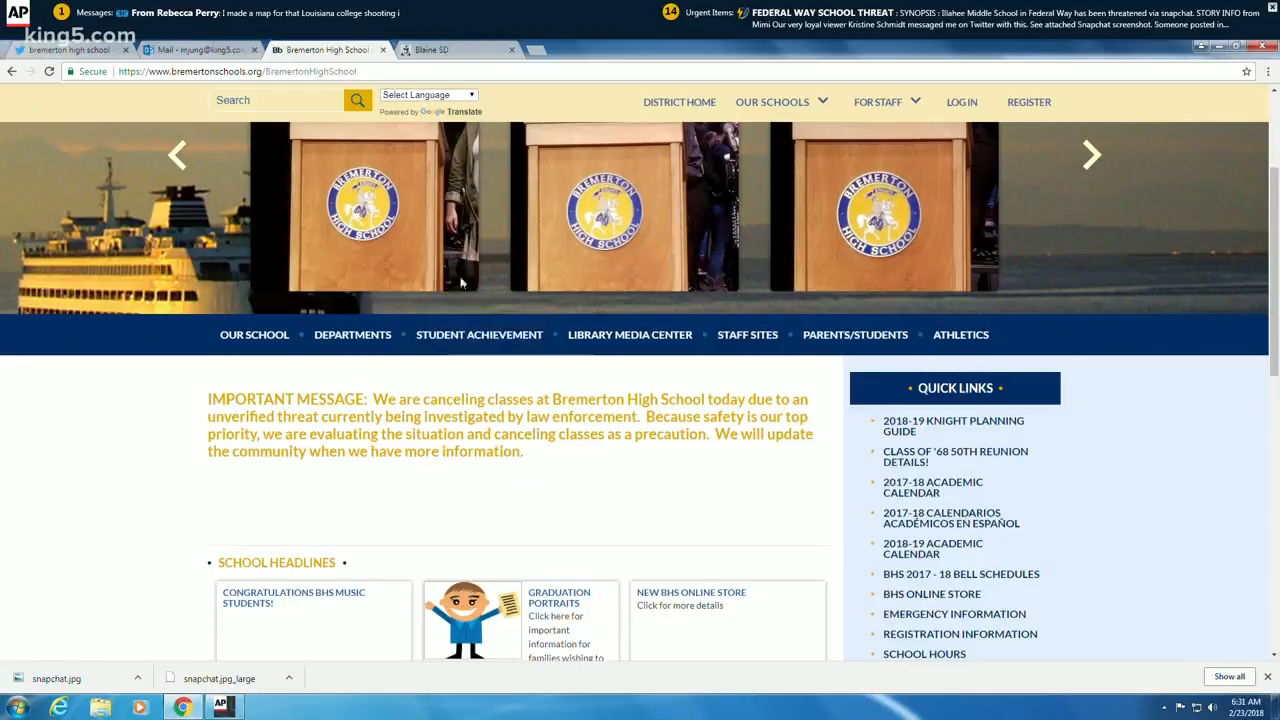 AP
1 Messages: From Rebecca Perry: I made a map for that Louisiana college shooting i
14 Urgent Items: FEDERAL WAY SCHOOL THREAT : SYNOPSIS : Illahee Middle School in Federal Way has been threatened via snapchat. STORY INFO from
Mimi Our very loyal viewer Kristine Schmidt messaged us with this. See attached Snapchat screenshot. Someone posted in...
king5.com
bremerton high school
Mail - mjung@king5.com
Bb Bremerton High School
Blaine SD
Secure https://www.bremertonschools.org/BremertonHighSchool
Search
Select Language
Powered by Google Translate
DISTRICT HOME OUR SCHOOLS FOR STAFF LOG IN REGISTER
BREMERTON HIGH SCHOOL
BREMERTON HIGH SCHOOL
BREMERTON HIGH SCHOOL
OUR SCHOOL DEPARTMENTS STUDENT ACHIEVEMENT LIBRARY MEDIA CENTER STAFF SITES PARENTS/STUDENTS ATHLETICS
IMPORTANT MESSAGE: We are canceling classes at Bremerton High School today due to an
unverified threat currently being investigated by law enforcement. Because safety is our top
priority, we are evaluating the situation and canceling classes as a precaution. We will update
the community when we have more information.
• QUICK LINKS •
2018-19 KNIGHT PLANNING
GUIDE
CLASS OF '68 50TH REUNION
DETAILS!
2017-18 ACADEMIC
CALENDAR
2017-18 CALENDARIOS
ACADÉMICOS EN ESPAÑOL
2018-19 ACADEMIC
CALENDAR
BHS 2017 - 18 BELL SCHEDULES
BHS ONLINE STORE
EMERGENCY INFORMATION
REGISTRATION INFORMATION
SCHOOL HOURS
• SCHOOL HEADLINES •
CONGRATULATIONS BHS MUSIC
STUDENTS!
GRADUATION
PORTRAITS
Click here for
important
information for
families wishing to
NEW BHS ONLINE STORE
Click for more details
snapchat.jpg
snapchat.jpg_large
Show all
AP
6:31 AM
2/23/2018